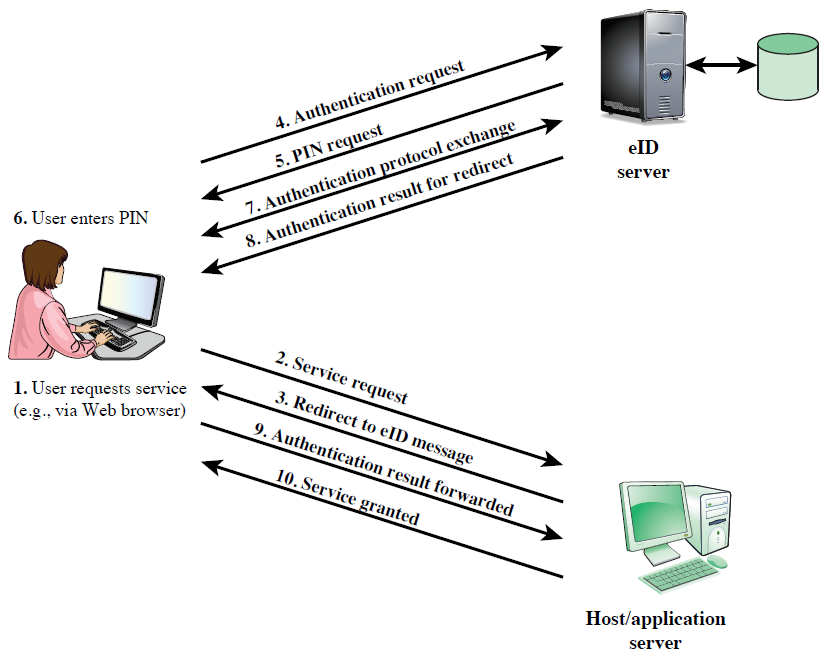 4. Authentication request
5. PIN request
7. Authentication protocol exchange
8. Authentication result for redirect
eID
server
6. User enters PIN
1. User requests service
(e.g., via Web browser)
2. Service request
3. Redirect to eID message
9. Authentication result forwarded
10. Service granted
Host/application
server